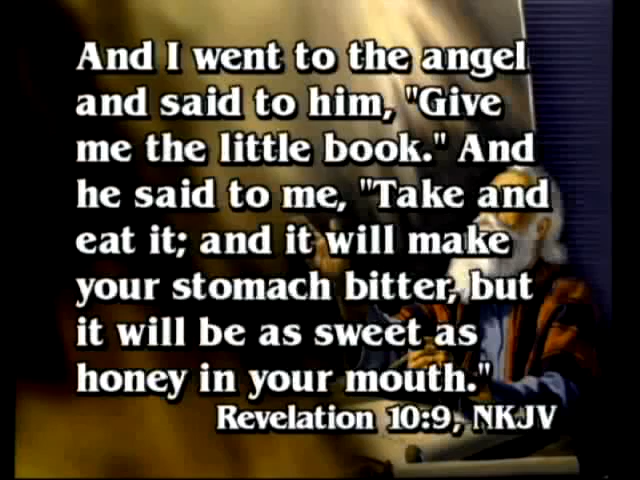 And I went to the angel
and said to him, "Give
me the little book." And
he said to me, "Take and
eat it; and it will make
your stomach bitter, but
it will be as sweet as
honey in your mouth."
Revelation 10:9, NKJV